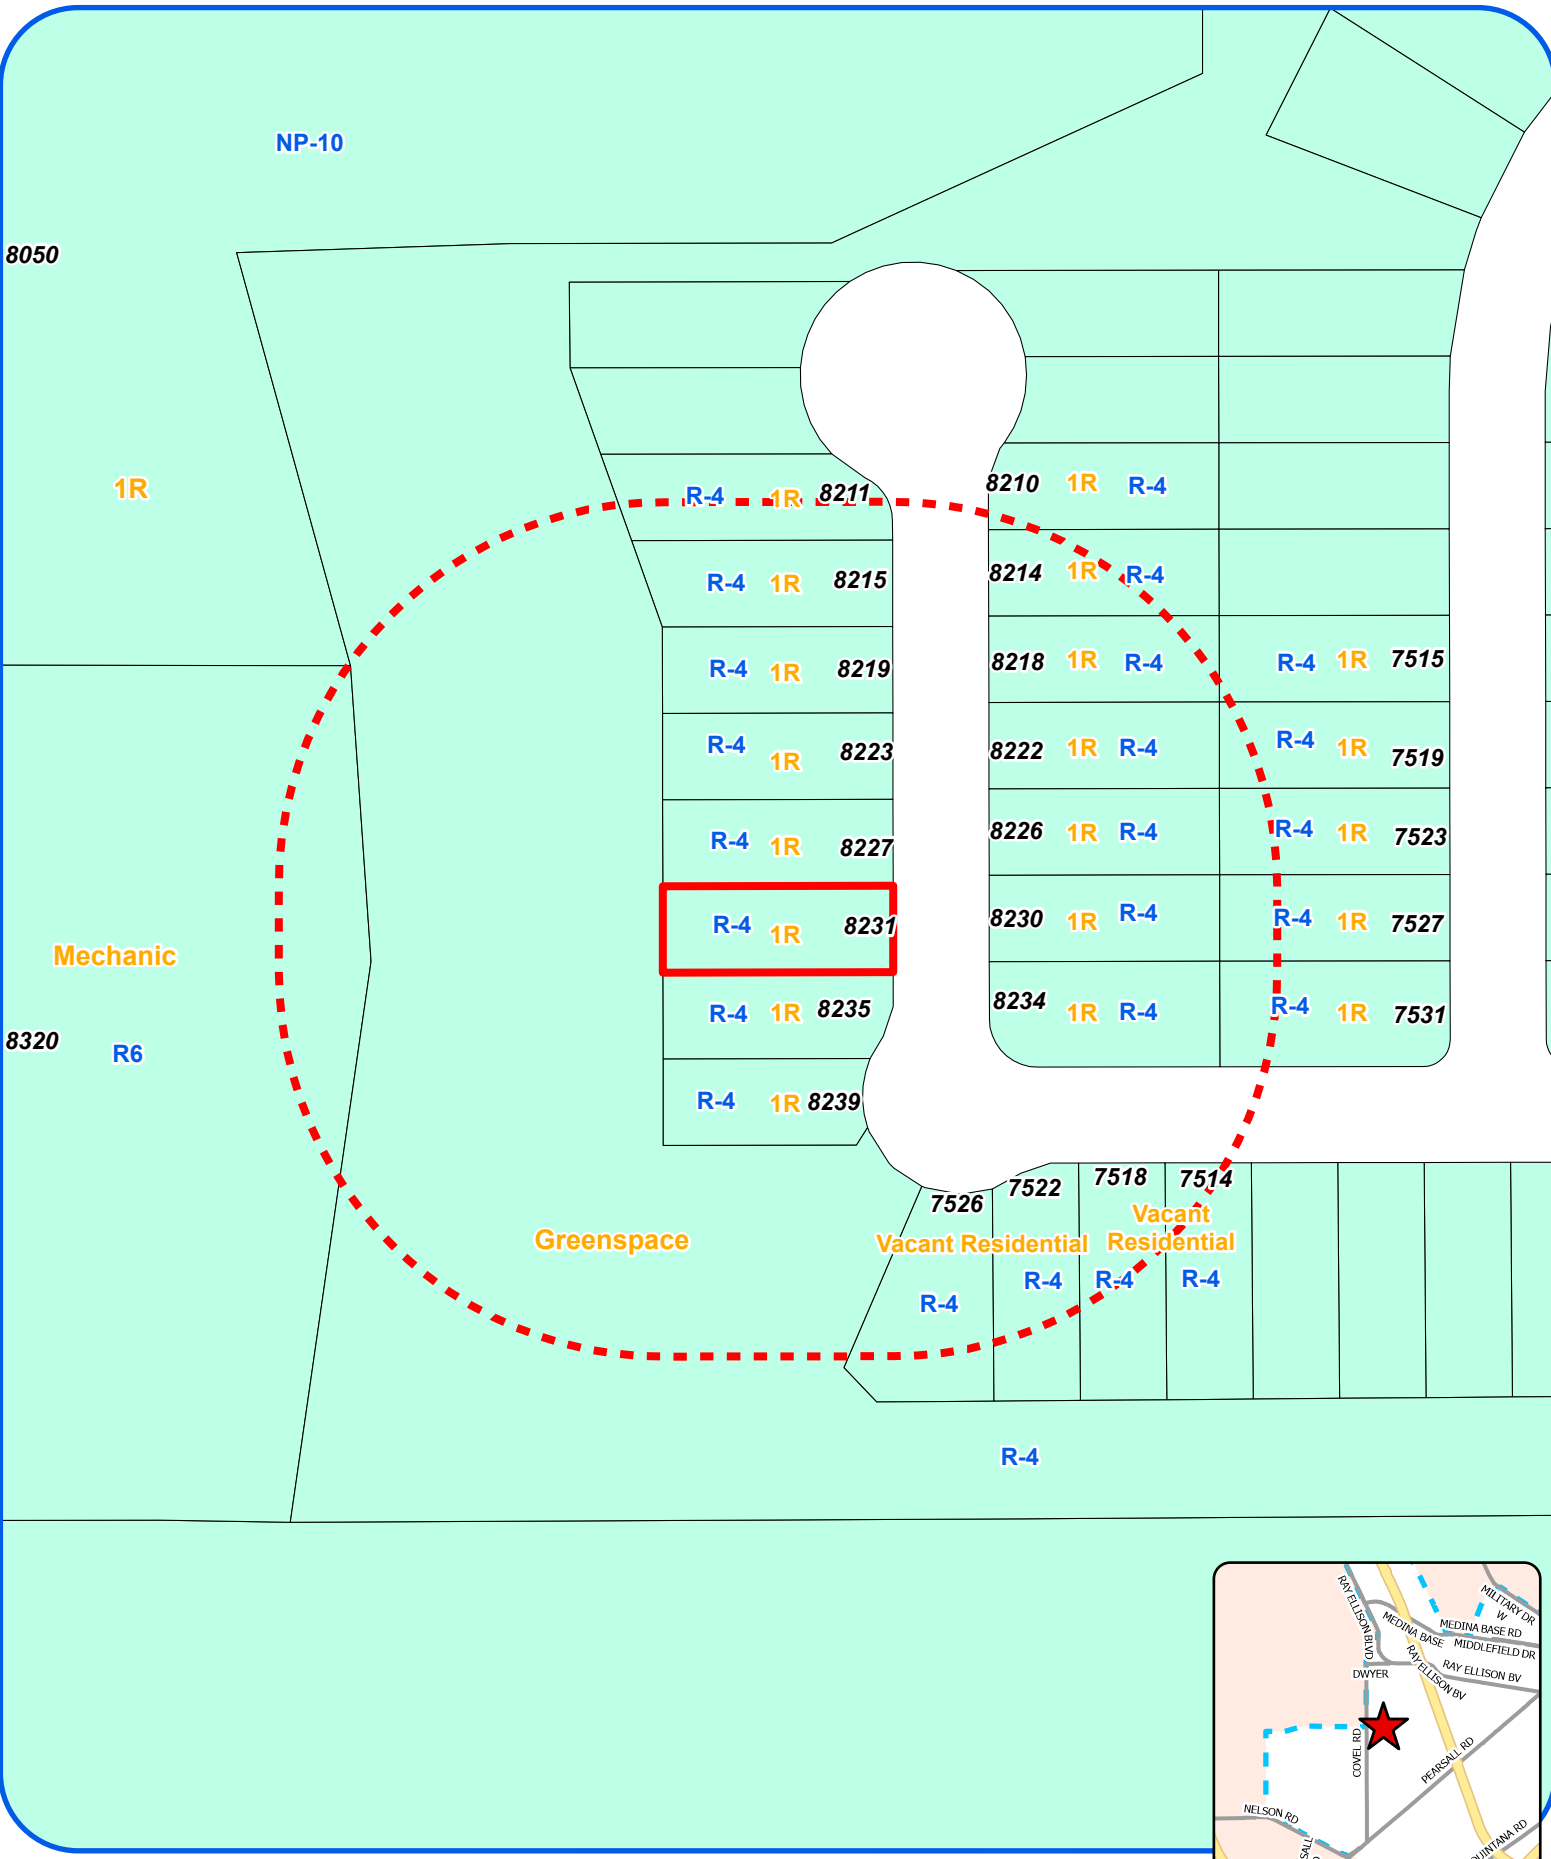 NP-10
8050
1R
R-4 1R 8211
8210 1R R-4
R-4 1R 8215
8214 1R R-4
R-4 1R 8219
8218 1R R-4
R-4 1R 7515
R-4 1R 8223
8222 1R R-4
R-4 1R 7519
R-4 1R 8227
8226 1R R-4
R-4 1R 7523
R-4 1R 8231
8230 1R R-4
R-4 1R 7527
Mechanic
R-4 1R 8235
8234 1R R-4
R-4 1R 7531
8320
R6
R-4 1R 8239
7526
7522
7518
7514
Greenspace
Vacant Residential
Vacant
Residential
R-4
R-4
R-4
R-4
R-4
RAY ELLISON BLVD
MILITARY DR
W
MEDINA BASE
MEDINA BASE RD
MIDDLEFIELD DR
RAY ELLISON BV
RAY ELLISON BV
DWYER
COVEL RD
PEARSALL RD
NELSON RD
SALL
QUINTANA RD